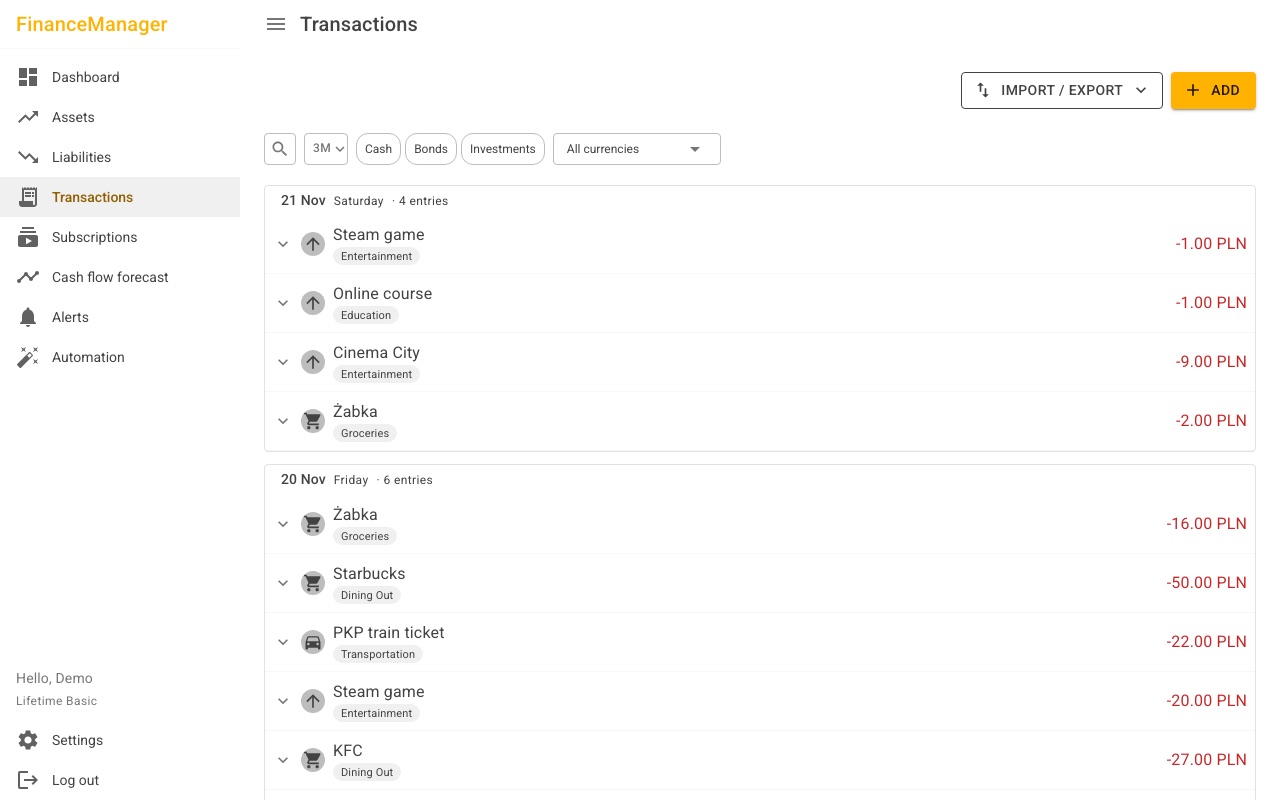 FinanceManager
Transactions
Dashboard
Assets
Liabilities
Transactions
Subscriptions
Cash flow forecast
Alerts
Automation
Hello, Demo
Lifetime Basic
Settings
Log out
IMPORT / EXPORT
ADD
3M
Cash
Bonds
Investments
All currencies
21 Nov Saturday · 4 entries
Steam game
Entertainment
-1.00 PLN
Online course
Education
-1.00 PLN
Cinema City
Entertainment
-9.00 PLN
Żabka
Groceries
-2.00 PLN
20 Nov Friday · 6 entries
Żabka
Groceries
-16.00 PLN
Starbucks
Dining Out
-50.00 PLN
PKP train ticket
Transportation
-22.00 PLN
Steam game
Entertainment
-20.00 PLN
KFC
Dining Out
-27.00 PLN